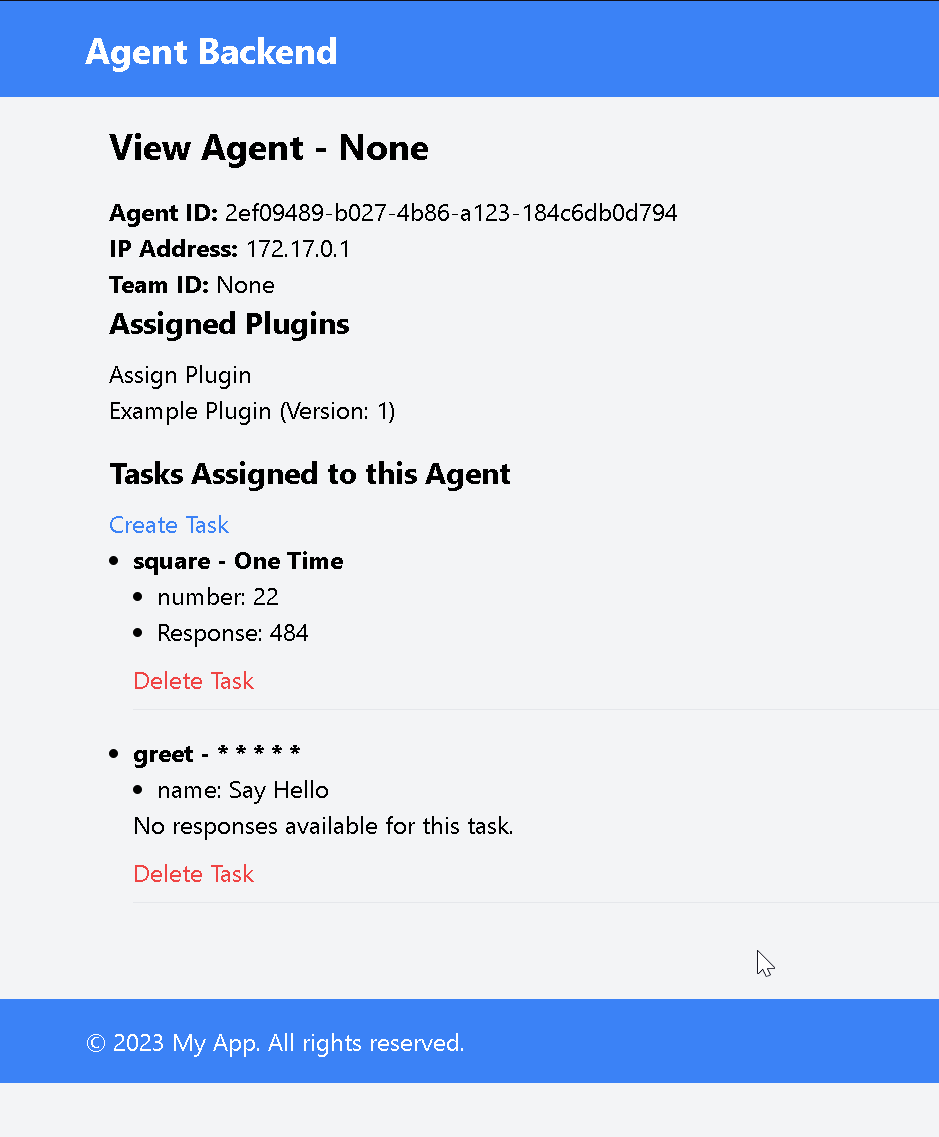 Agent Backend
View Agent - None
Agent ID: 2ef09489-b027-4b86-a123-184c6db0d794
IP Address: 172.17.0.1
Team ID: None
Assigned Plugins
Assign Plugin
Example Plugin (Version: 1)
Tasks Assigned to this Agent
Create Task
• square - One Time
• number: 22
• Response: 484
Delete Task
• greet - * * * * *
• name: Say Hello
No responses available for this task.
Delete Task
© 2023 My App. All rights reserved.